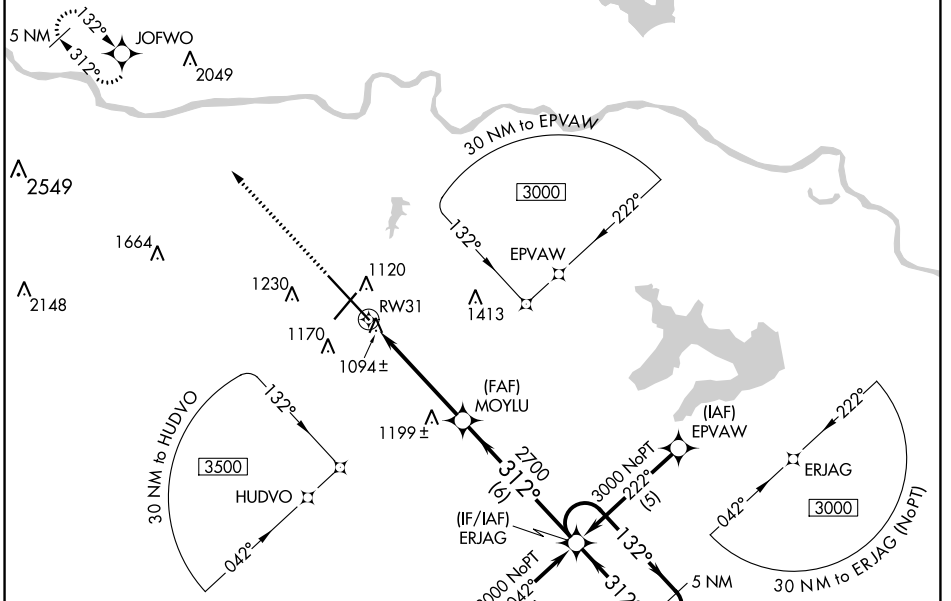 132°
JOFWO
5 NM
312°
2049
30 NM to EPVAW
2549
3000
222°
132°
1664
EPVAW
1120
2148
1230
RW31
1413
1170
1094±
132°
(FAF)
MOYLU
222°
30 NM to HUDVO
(IAF)
EPVAW
1199±
3500
2700
312°
(6)
3000 NoPT
222°
(5)
ERJAG
HUDVO
042°
3000
(IF/IAF)
ERJAG
132°
042°
3000 NoPT
042°
312°
5 NM
30 NM to ERJAG (NoPT)